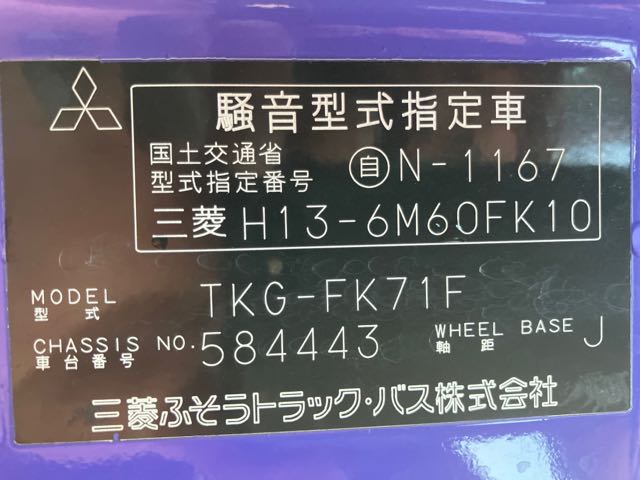 騒音型式指定車
国土交通省
型式指定番号 自N-1167
三菱 H13-6M60FK10
MODEL
型式 TKG-FK71F
CHASSIS NO.
車台番号 584443
WHEEL BASE
軸距 J
三菱ふそうトラック・バス株式会社